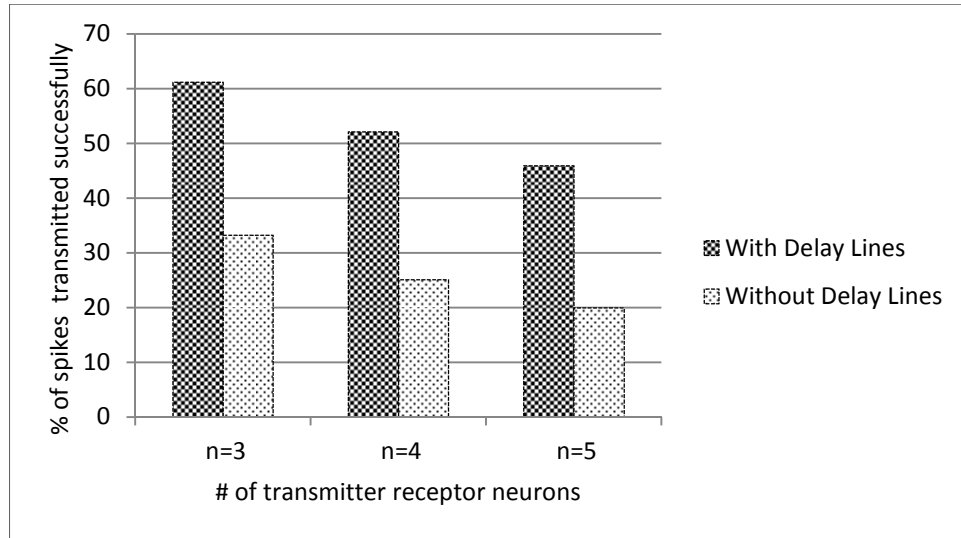 % of spikes transmitted successfully
70
60
50
40
30
20
10
0
n=3
n=4
n=5
# of transmitter receptor neurons
With Delay Lines
Without Delay Lines